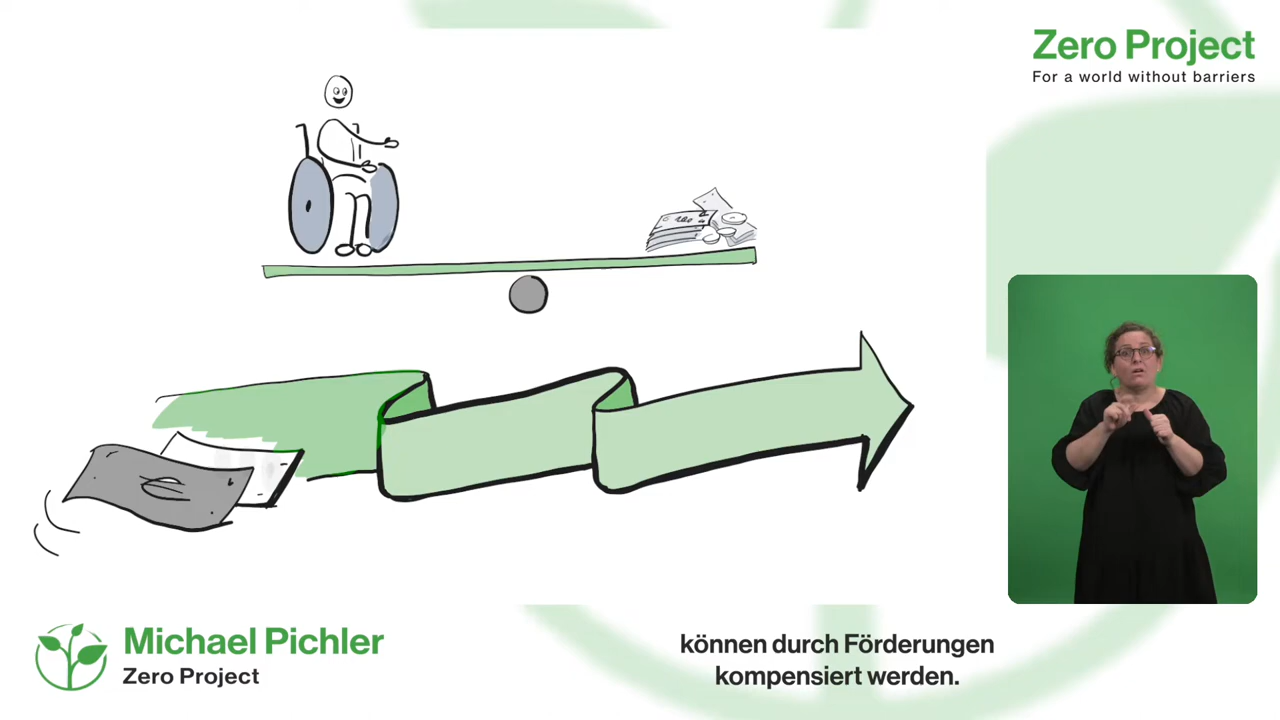 Zero Project
For a world without barriers
Michael Pichler
Zero Project
können durch Förderungen
kompensiert werden.